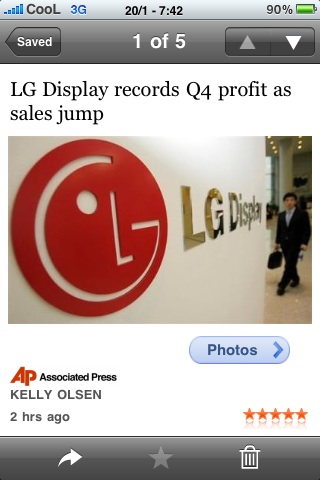 CooL 3G 20/1 - 7:42 90%
Saved 1 of 5
LG Display records Q4 profit as
sales jump
LG Display
Photos
AP Associated Press
KELLY OLSEN
2 hrs ago